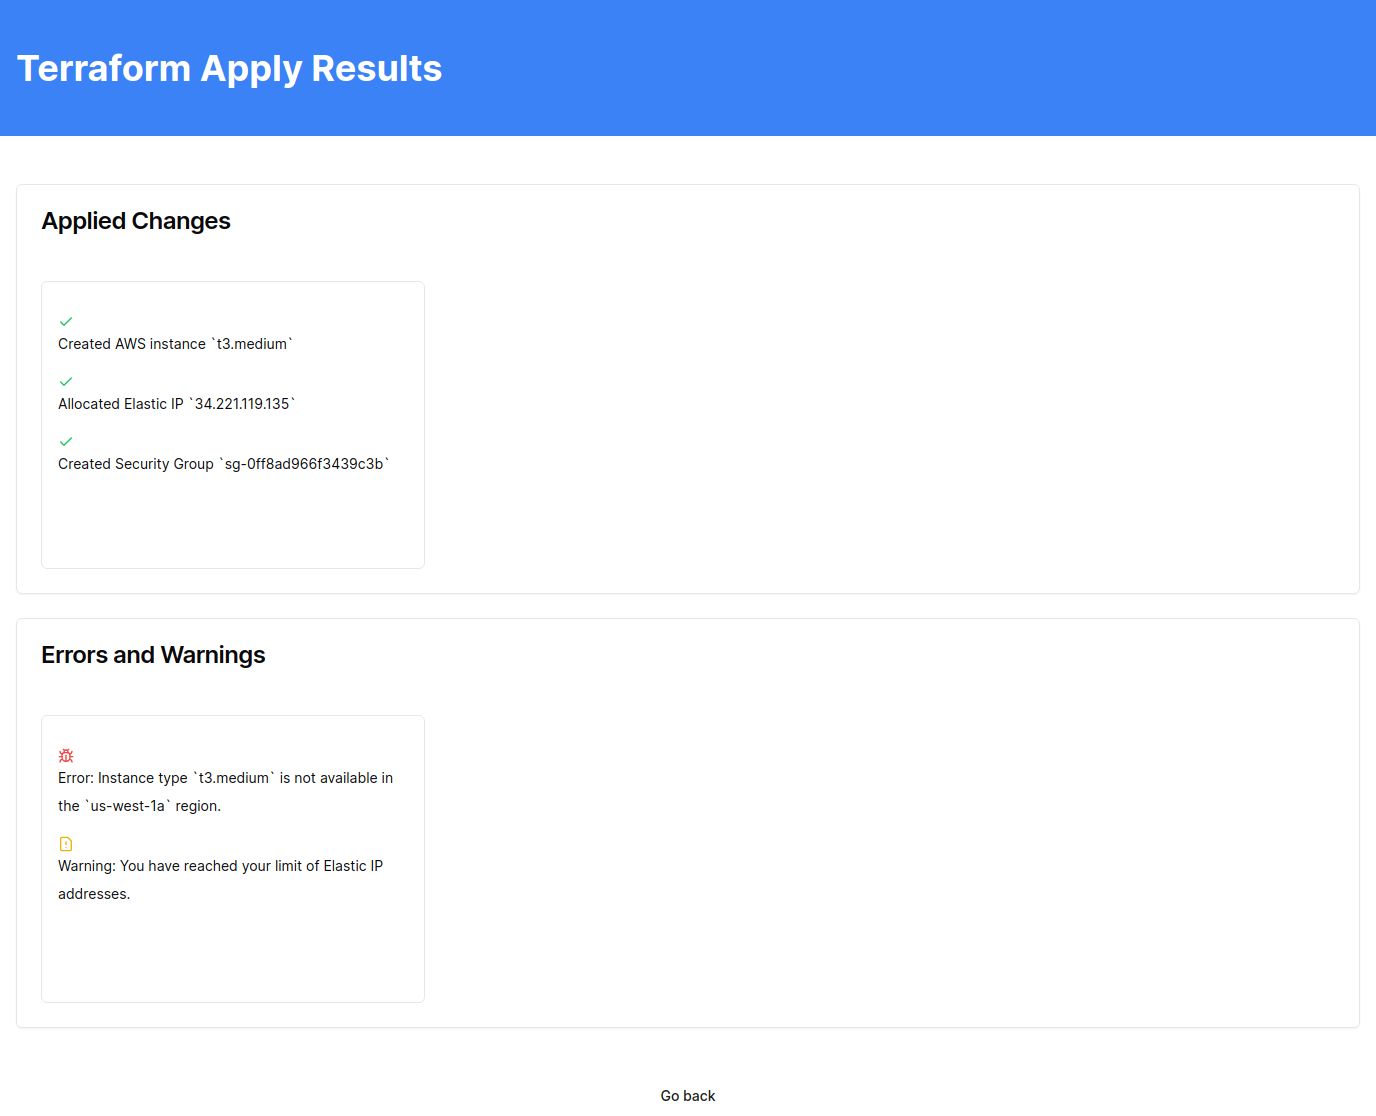 Terraform Apply Results
Applied Changes
Created AWS instance `t3.medium`
Allocated Elastic IP `34.221.119.135`
Created Security Group `sg-0ff8ad966f3439c3b`
Errors and Warnings
Error: Instance type `t3.medium` is not available in
the `us-west-1a` region.
Warning: You have reached your limit of Elastic IP
addresses.
Go back